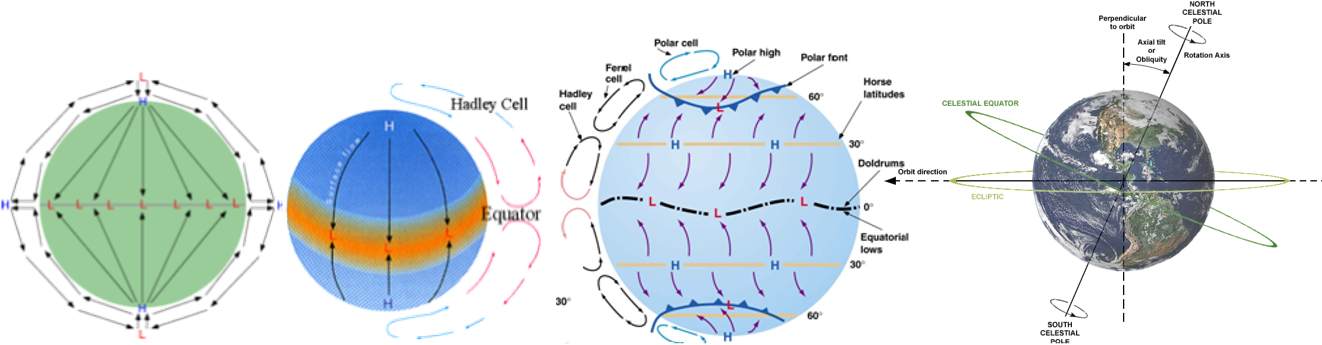 L
H
H
L L L L L L L
H
H
L
H
surface flow
L L L
H
Hadley Cell
Equator
Polar cell
Ferrel
cell
Hadley
cell
Polar high
Polar font
Horse
latitudes
Doldrums
Equatorial
lows
H
L
60°
H H
30°
L L L
0°
H H
30°
30°
L
60°
H
NORTH
CELESTIAL
POLE
Perpendicular
to orbit
Axial tilt
or
Obliquity
Rotation Axis
CELESTIAL EQUATOR
Orbit direction
ECLIPTIC
SOUTH
CELESTIAL
POLE